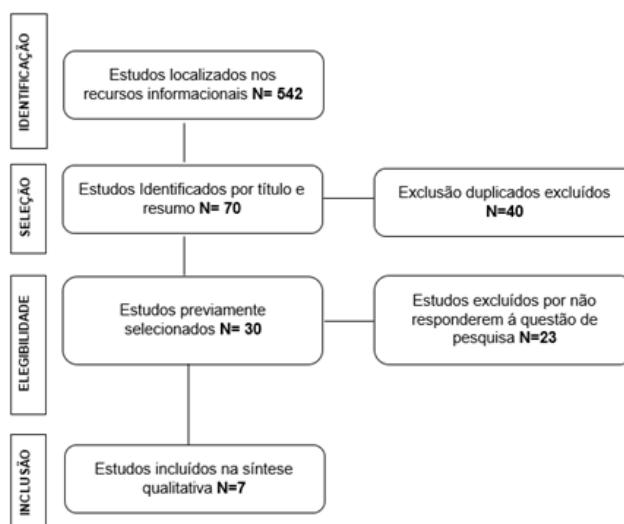 IDENTIFICAÇÃO
Estudos localizados nos
recursos informacionais N= 542
SELEÇÃO
Estudos Identificados por título e
resumo N= 70
Exclusão duplicados excluídos
N=40
ELEGIBILIDADE
Estudos previamente
selecionados N= 30
Estudos excluídos por não
responderem á questão de
pesquisa N=23
INCLUSÃO
Estudos incluídos na síntese
qualitativa N=7